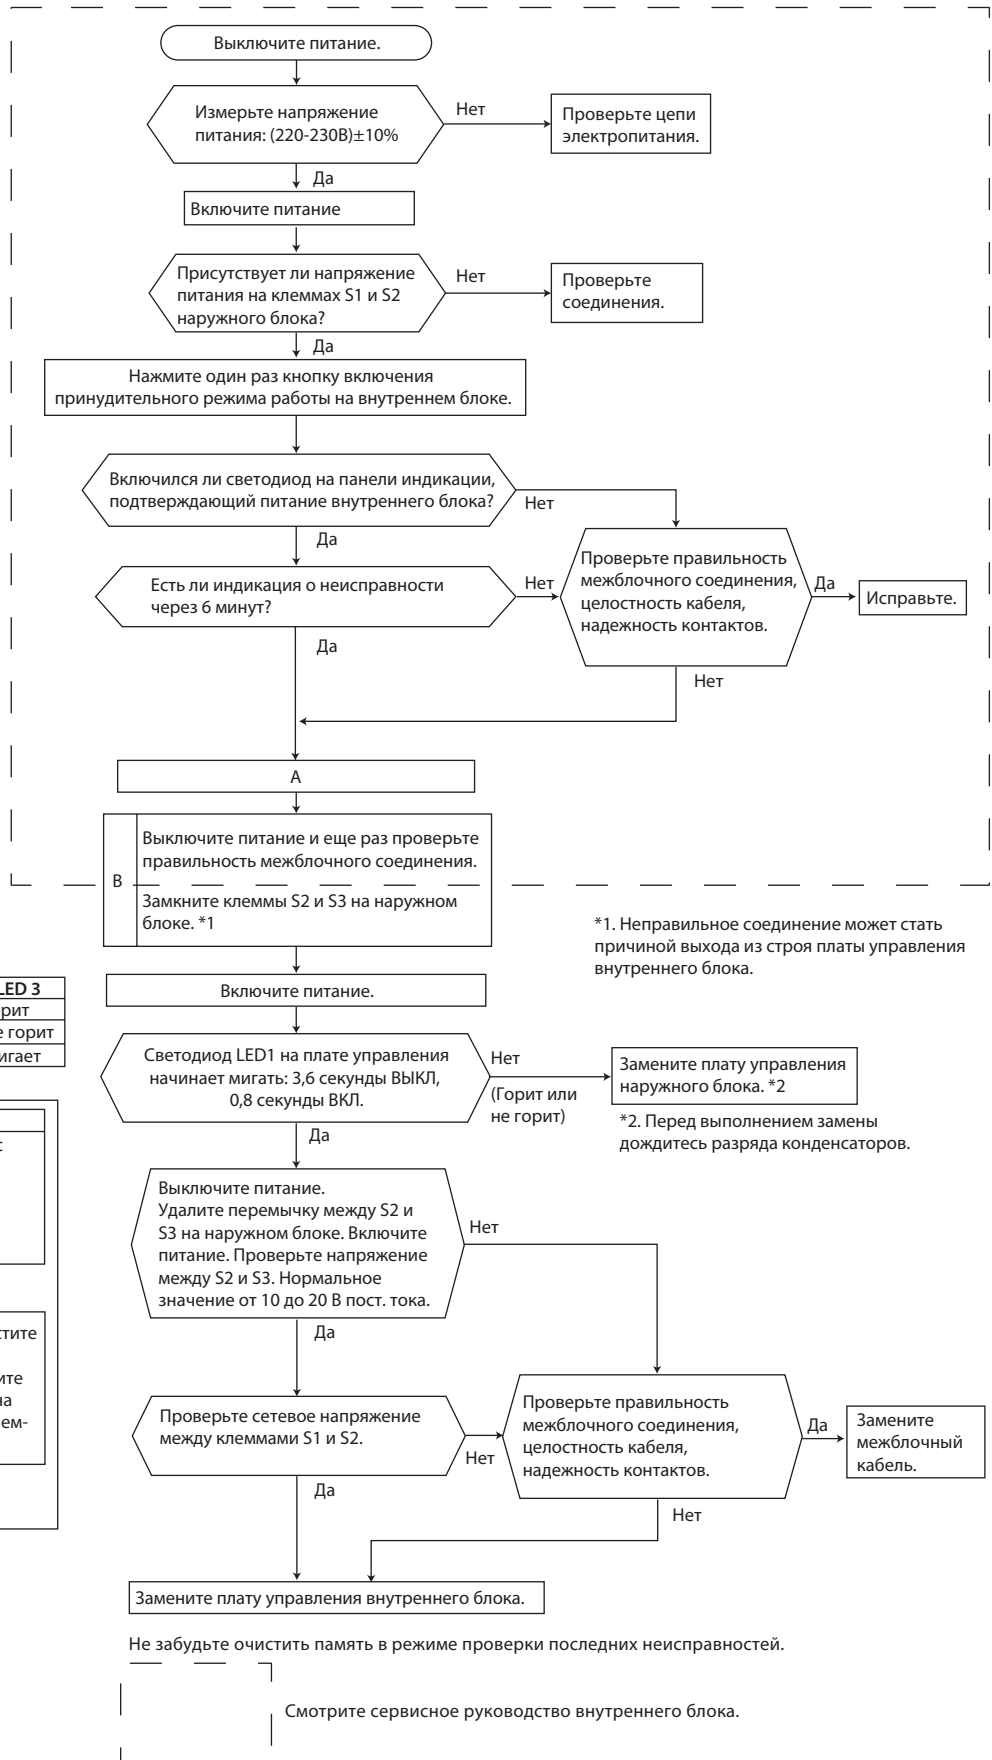 Выключите питание.
Измерьте напряжение
питания: (220-230В)±10%
Нет
Проверьте цепи
электропитания.
Да
Включите питание
Присутствует ли напряжение
питания на клеммах S1 и S2
наружного блока?
Нет
Проверьте
соединения.
Да
Нажмите один раз кнопку включения
принудительного режима работы на внутреннем блоке.
Включился ли светодиод на панели индикации,
подтверждающий питание внутреннего блока?
Нет
Да
Проверьте правильность
межблочного соединения,
целостность кабеля,
надежность контактов.
Да
Исправьте.
Есть ли индикация о неисправности
через 6 минут?
Нет
Да
Нет
A
B
Выключите питание и еще раз проверьте
правильность межблочного соединения.
Замкните клеммы S2 и S3 на наружном
блоке. *1
*1. Неправильное соединение может стать
причиной выхода из строя платы управления
внутреннего блока.
Включите питание.
LED 3
рит
е горит
игает
Светодиод LED1 на плате управления
начинает мигать: 3,6 секунды ВЫКЛ,
0,8 секунды ВКЛ.
Нет
(Горит или
не горит)
Замените плату управления
наружного блока. *2
*2. Перед выполнением замены
дождитесь разряда конденсаторов.
Да
с
Выключите питание.
Удалите перемычку между S2 и
S3 на наружном блоке. Включите
питание. Проверьте напряжение
между S2 и S3. Нормальное
значение от 10 до 20 В пост. тока.
Нет
Да
стите
ите
на
ем-
Проверьте сетевое напряжение
между клеммами S1 и S2.
Нет
Проверьте правильность
межблочного соединения,
целостность кабеля,
надежность контактов.
Да
Замените
межблочный
кабель.
Да
Нет
Замените плату управления внутреннего блока.
Не забудьте очистить память в режиме проверки последних неисправностей.
Смотрите сервисное руководство внутреннего блока.